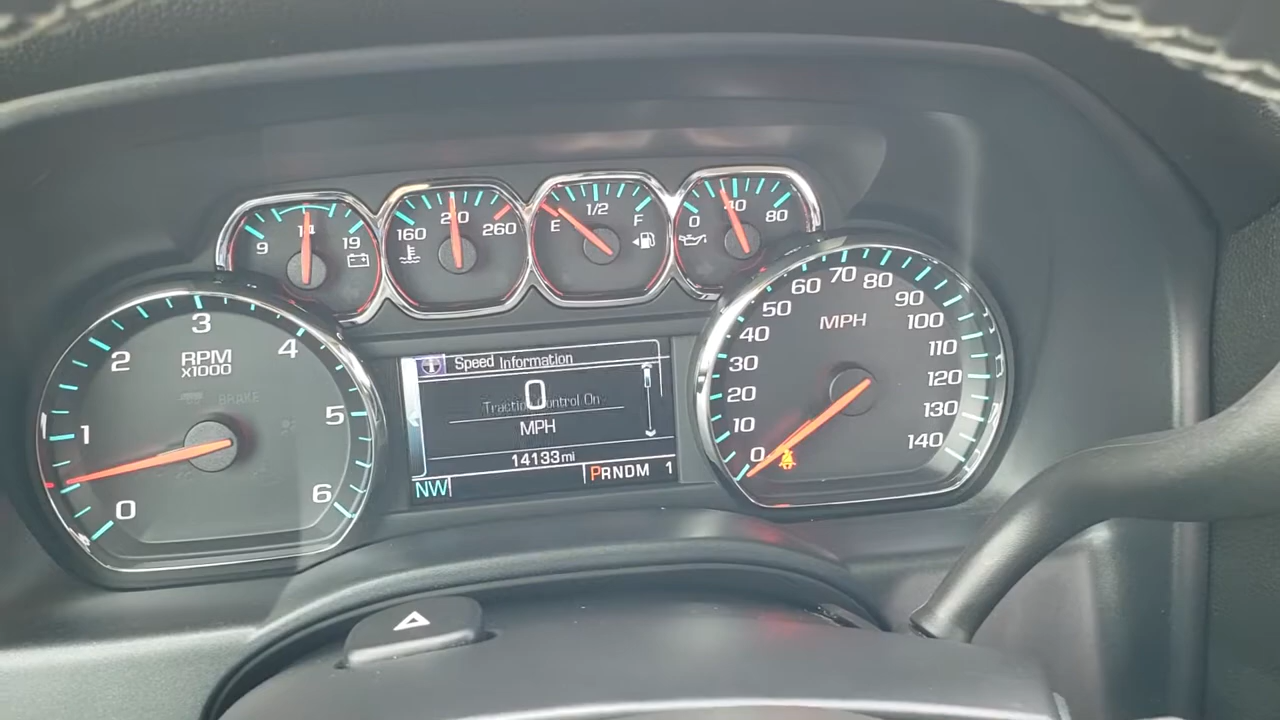 9 14 19
160 210 260
E 1/2 F
0 40 80
0 1 2 3 4 5 6
RPM
x1000
BRAKE
Speed Information
0
Traction Control On
MPH
14133mi
NW
PRNDM 1
0 10 20 30 40 50 60 70 80 90 100 110 120 130 140
MPH